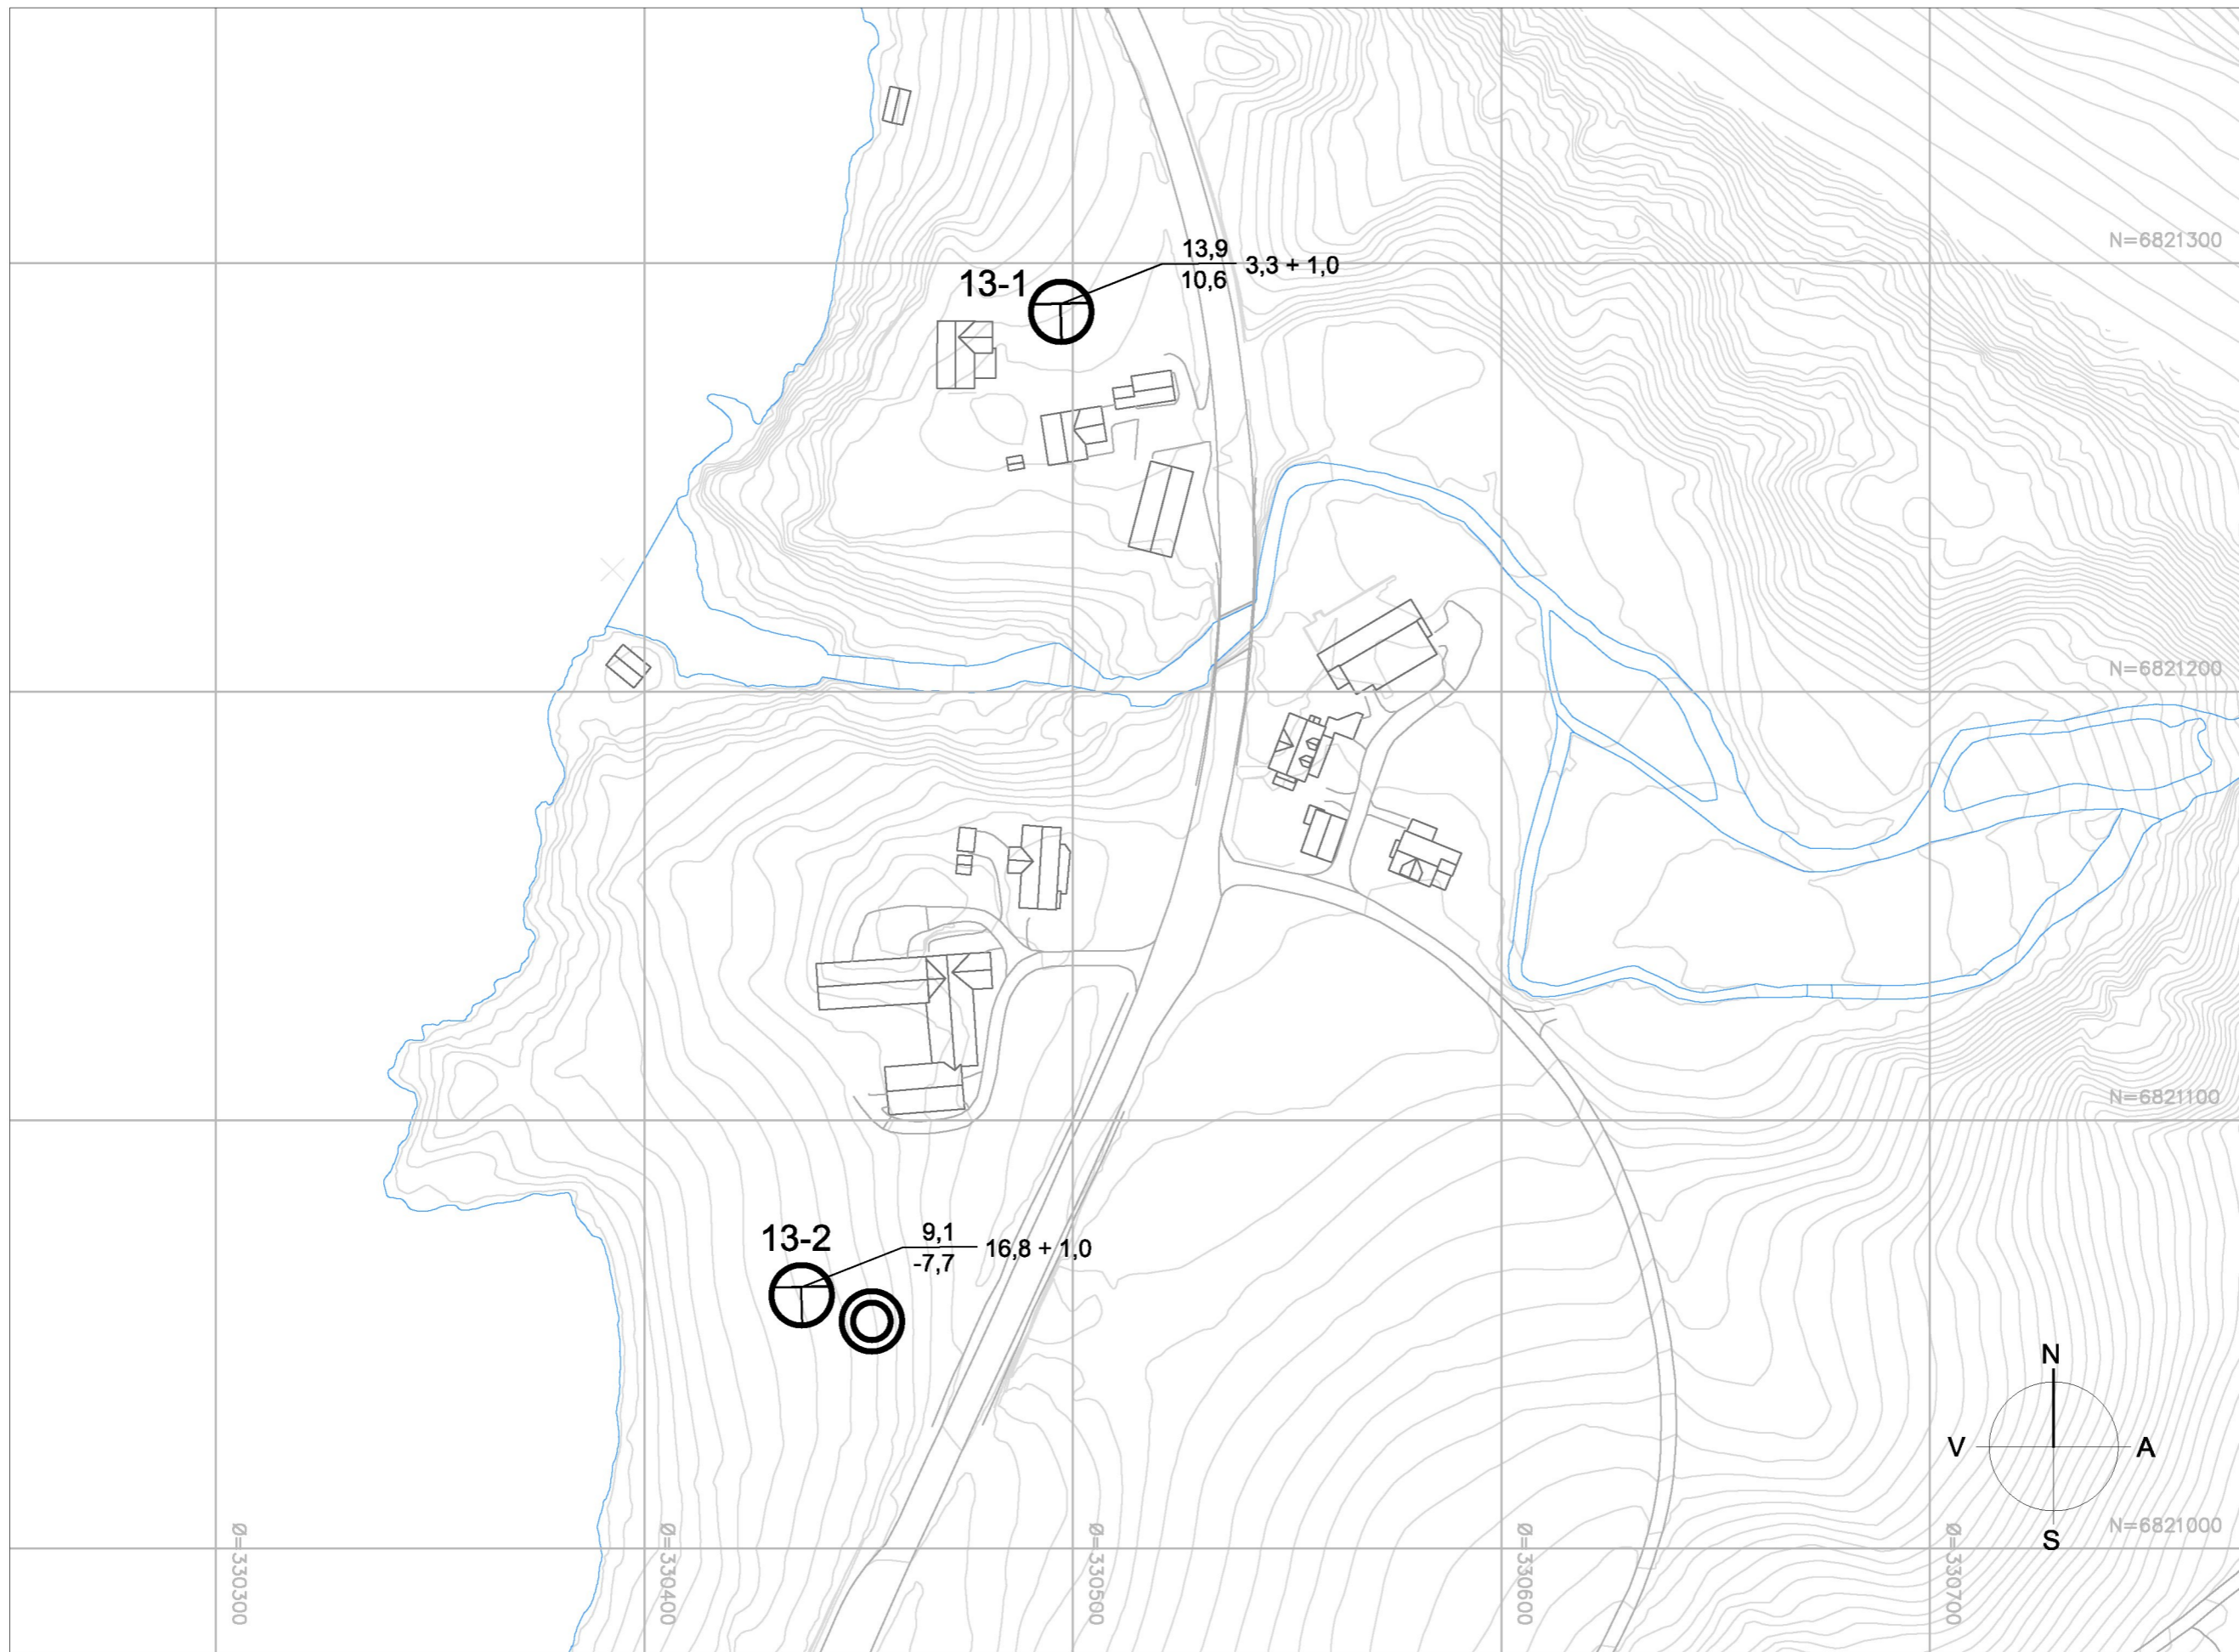 N=6821300
13,9
13-1
3,3 + 1,0
10,6
N=6821200
N=6821100
13-2
9,1
16,8 + 1,0
-7,7
N
V
A
S
N=6821000
Ø=330300
Ø=330400
Ø=330500
Ø=330600
Ø=330700